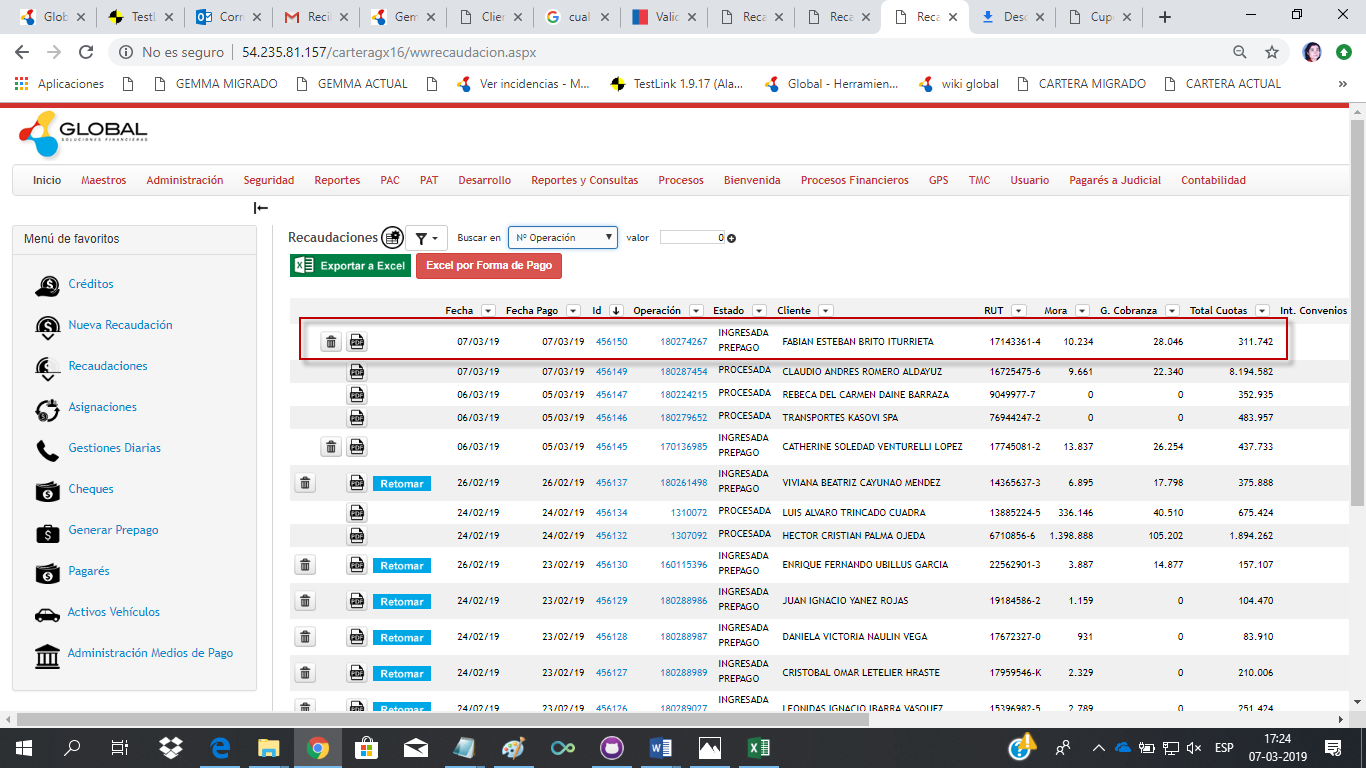 Glob
TestL
Corr
Reci
Gem
Clien
cual
Valid
Reca
Reca
Reca
Desc
Cup
No es seguro | 54.235.81.157/carteragx16/wwrecaudacion.aspx
Aplicaciones GEMMA MIGRADO GEMMA ACTUAL Ver incidencias - M... TestLink 1.9.17 (Ala... Global - Herramien... wiki global CARTERA MIGRADO CARTERA ACTUAL »
GLOBAL
SOLUCIONES FINANCIERAS
Inicio Maestros Administración Seguridad Reportes PAC PAT Desarrollo Reportes y Consultas Procesos Bienvenida Procesos Financieros GPS TMC Usuario Pagarés a Judicial Contabilidad
Menú de favoritos
Créditos
Nueva Recaudación
Recaudaciones
Asignaciones
Gestiones Diarias
Cheques
Generar Prepago
Pagarés
Activos Vehículos
Administración Medios de Pago
Recaudaciones Buscar en Nº Operación valor 0
Exportar a Excel Excel por Forma de Pago
Fecha Fecha Pago Id Operación Estado Cliente RUT Mora G. Cobranza Total Cuotas Int. Convenios
PDF 07/03/19 07/03/19 456150 180274267 INGRESADA PREPAGO FABIAN ESTEBAN BRITO ITURRIETA 17143361-4 10.234 28.046 311.742
PDF 07/03/19 07/03/19 456149 180287454 PROCESADA CLAUDIO ANDRES ROMERO ALDAYUZ 16725475-6 9.661 22.340 8.194.582
PDF 06/03/19 06/03/19 456147 180224215 PROCESADA REBECA DEL CARMEN DAINE BARRAZA 9049977-7 0 0 352.935
PDF 06/03/19 06/03/19 456146 180279652 PROCESADA TRANSPORTES KASOVI SPA 76944247-2 0 0 483.957
PDF 06/03/19 05/03/19 456145 170136985 INGRESADA PREPAGO CATHERINE SOLEDAD VENTURELLI LOPEZ 17745081-2 13.837 26.254 437.733
PDF Retomar 26/02/19 26/02/19 456137 180261498 INGRESADA PREPAGO VIVIANA BEATRIZ CAYUNAO MENDEZ 14365637-3 6.895 17.798 375.888
PDF 24/02/19 24/02/19 456134 1310072 PROCESADA LUIS ALVARO TRINCADO CUADRA 13885224-5 336.146 40.510 675.424
PDF 24/02/19 24/02/19 456132 1307092 PROCESADA HECTOR CRISTIAN PALMA OJEDA 6710856-6 1.398.888 105.202 1.894.262
PDF Retomar 26/02/19 23/02/19 456130 160115396 INGRESADA PREPAGO ENRIQUE FERNANDO UBILLUS GARCIA 22562901-3 3.887 14.877 157.107
PDF Retomar 24/02/19 23/02/19 456129 180288986 INGRESADA PREPAGO JUAN IGNACIO YANEZ ROJAS 19184586-2 1.159 0 104.470
PDF Retomar 24/02/19 23/02/19 456128 180288987 INGRESADA PREPAGO DANIELA VICTORIA NAULIN VEGA 17672327-0 931 0 83.910
PDF Retomar 24/02/19 23/02/19 456127 180288989 INGRESADA PREPAGO CRISTOBAL OMAR LETELIER HRASTE 17959546-K 2.329 0 210.006
PDF Retomar 24/02/19 23/02/19 456126 180289027 INGRESADA LEONIDAS IGNACIO IBARRA VASQUEZ 15396982-5 2.789 0 251.424
ESP
17:24
07-03-2019